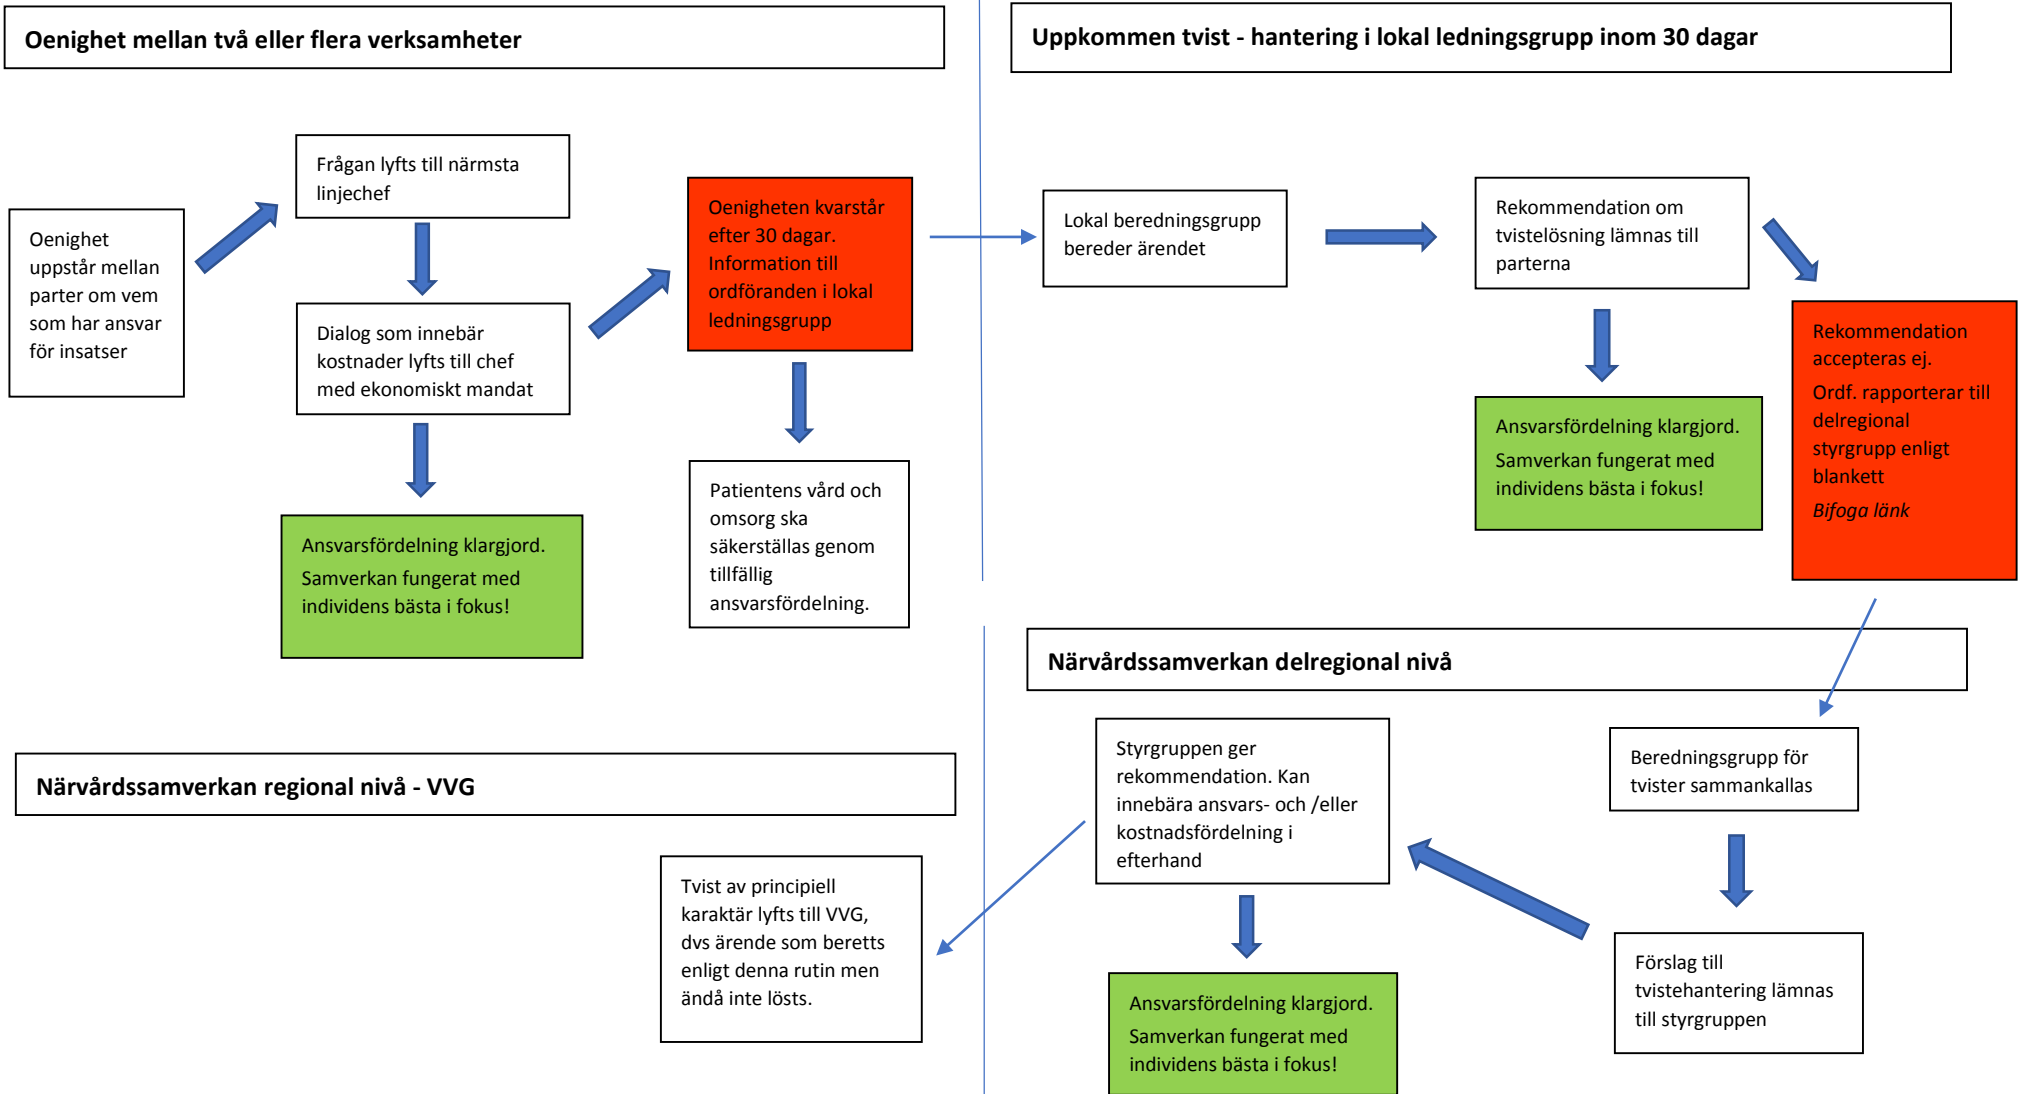 Oenighet mellan två eller flera verksamheter
Oenighet
uppstår mellan
parter om vem
som har ansvar
för insatser
Frågan lyfts till närmsta
linjechef
Dialog som innebär
kostnader lyfts till chef
med ekonomiskt mandat
Ansvarsfördelning klargjord.
Samverkan fungerat med
individens bästa i fokus!
Oenigheten kvarstår
efter 30 dagar.
Information till
ordföranden i lokal
ledningsgrupp
Patientens vård och
omsorg ska
säkerställas genom
tillfällig
ansvarsfördelning.
Uppkommen tvist - hantering i lokal ledningsgrupp inom 30 dagar
Lokal beredningsgrupp
bereder ärendet
Rekommendation om
tvistelösning lämnas till
parterna
Ansvarsfördelning klargjord.
Samverkan fungerat med
individens bästa i fokus!
Rekommendation
accepteras ej.
Ordf. rapporterar till
delregional
styrgrupp enligt
blankett
Bifoga länk
Närvårdssamverkan delregional nivå
Beredningsgrupp för
tvister sammankallas
Förslag till
tvistehantering lämnas
till styrgruppen
Styrgruppen ger
rekommendation. Kan
innebära ansvars- och /eller
kostnadsfördelning i
efterhand
Ansvarsfördelning klargjord.
Samverkan fungerat med
individens bästa i fokus!
Närvårdssamverkan regional nivå - VVG
Tvist av principiell
karaktär lyfts till VVG,
dvs ärende som beretts
enligt denna rutin men
ändå inte lösts.